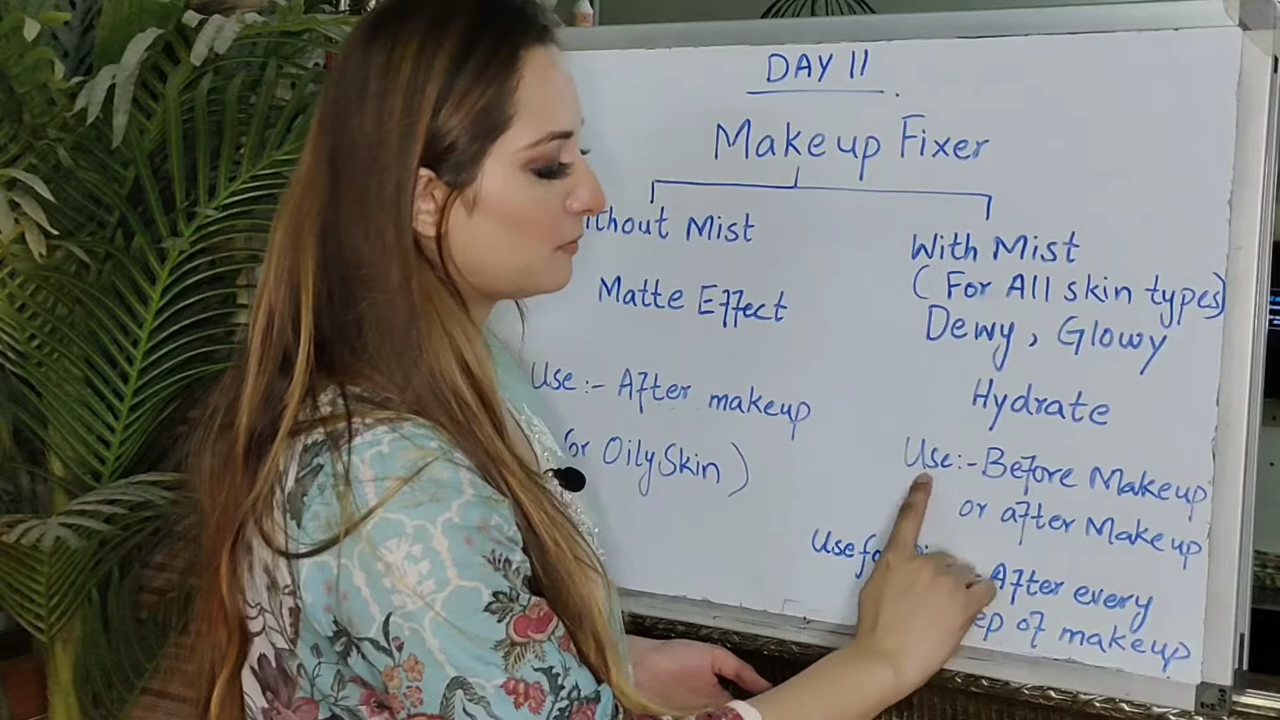 DAY 11
Makeup Fixer
ithout Mist
Matte Effect
Use:- After makeup
or Oily Skin)
With Mist
(For All skin types)
Dewy, Glowy
Hydrate
Use:- Before Makeup
or after Makeup
After every
ep of makeup